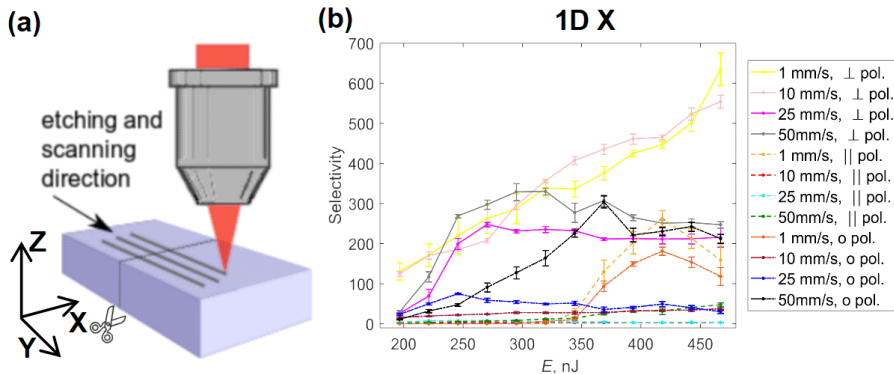 (a)
etching and
scanning
direction
Z
X
Y
(b)
1D X
Selectivity
700
600
500
400
300
200
100
0
200 250 300 350 400 450
E, nJ
1 mm/s, ⊥ pol.
10 mm/s, ⊥ pol.
25 mm/s, ⊥ pol.
50mm/s, ⊥ pol.
1 mm/s, || pol.
10 mm/s, || pol.
25 mm/s, || pol.
50mm/s, || pol.
1 mm/s, o pol.
10 mm/s, o pol.
25 mm/s, o pol.
50mm/s, o pol.